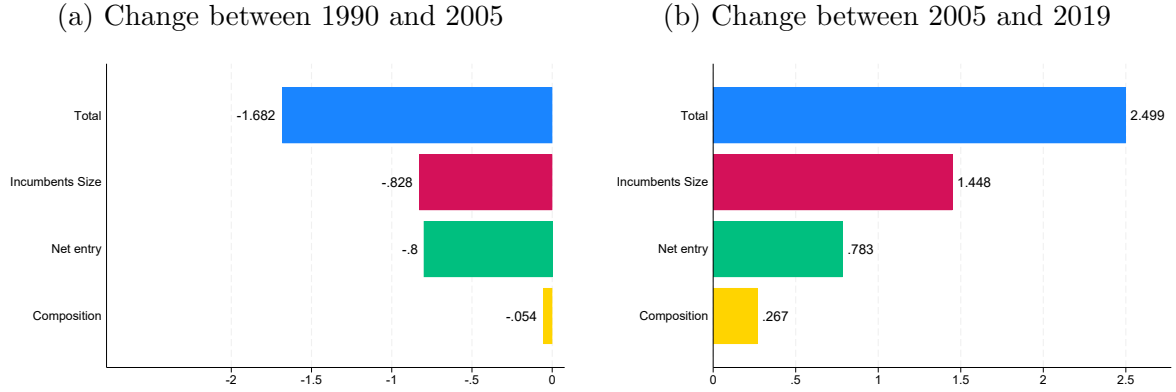 (a) Change between 1990 and 2005
Total
-1.682
Incumbents Size
-.828
Net entry
-.8
Composition
-.054
-2 -1.5 -1 -.5 0
(b) Change between 2005 and 2019
Total
2.499
Incumbents Size
1.448
Net entry
.783
Composition
.267
0 .5 1 1.5 2 2.5